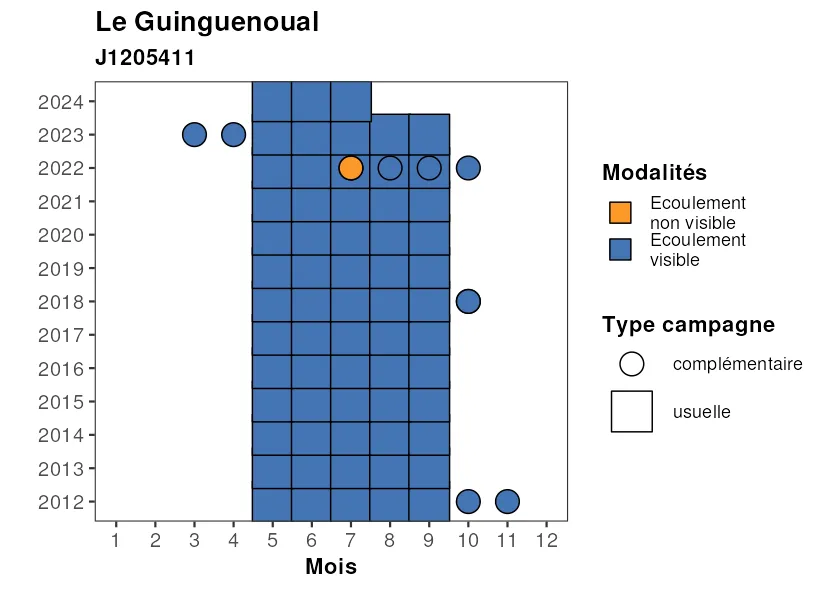 Le Guinguenoual
J1205411
2024
2023
2022
2021
2020
2019
2018
2017
2016
2015
2014
2013
2012
1 2 3 4 5 6 7 8 9 10 11 12
Mois
Modalités
Ecoulement
non visible
Ecoulement
visible
Type campagne
complémentaire
usuelle